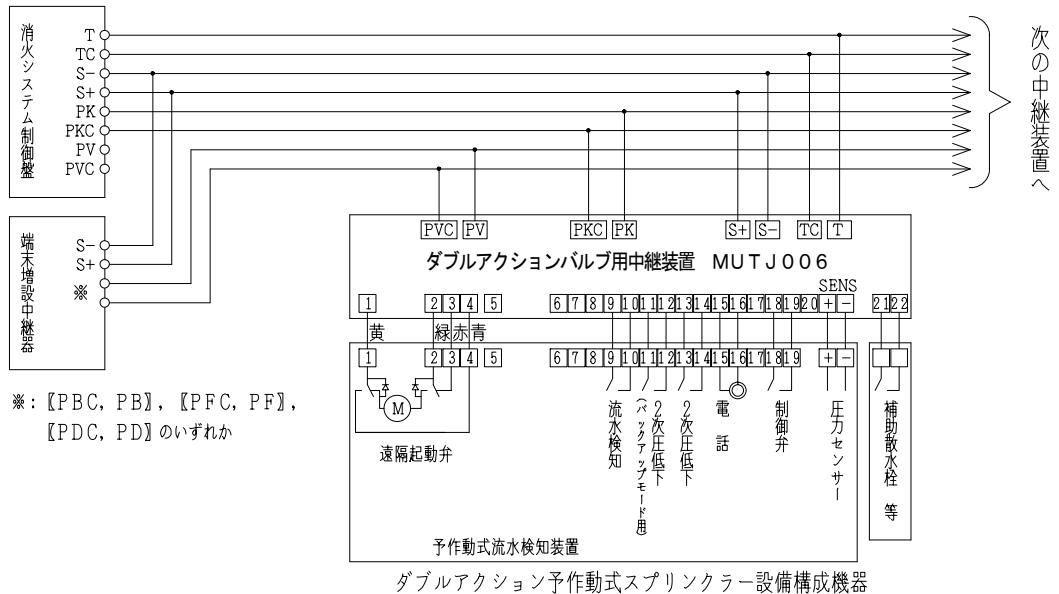 消火システム制御盤
T
TC
S−
S+
PK
PKC
PV
PVC
次の中継装置へ
端末増設中継器
S−
S+
※
※：〖PBC, PB〗, 〖PFC, PF〗,
〖PDC, PD〗のいずれか
PVC PV PKC PK S+ S− TC T
ダブルアクションバルブ用中継装置 MUTJ006
SENS
1 2 3 4 5 6 7 8 9 10 11 12 13 14 15 16 17 18 19 20 + − 21 22
黄 緑 赤 青
1 2 3 4 5 6 7 8 9 10 11 12 13 14 15 16 17 18 19 + −
M
遠隔起動弁
流水検知
2次圧低下
(バックアップモード用)
2次圧低下
電話
制御弁
圧力センサー
補助散水栓 等
予作動式流水検知装置
ダブルアクション予作動式スプリンクラー設備構成機器